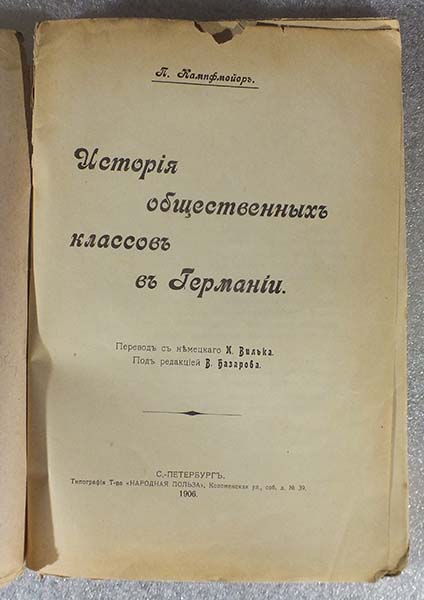 П. Кампфмойоръ.
Исторія
общественныхъ
классовъ
въ Германіи.
Переводъ съ нѣмецкаго И. Вилька.
Подъ редакціей В. Базарова.
С.-ПЕТЕРБУРГЪ.
Типографія Т-ва «НАРОДНАЯ ПОЛЬЗА», Коломенская ул., соб. д. № 39.
1906.